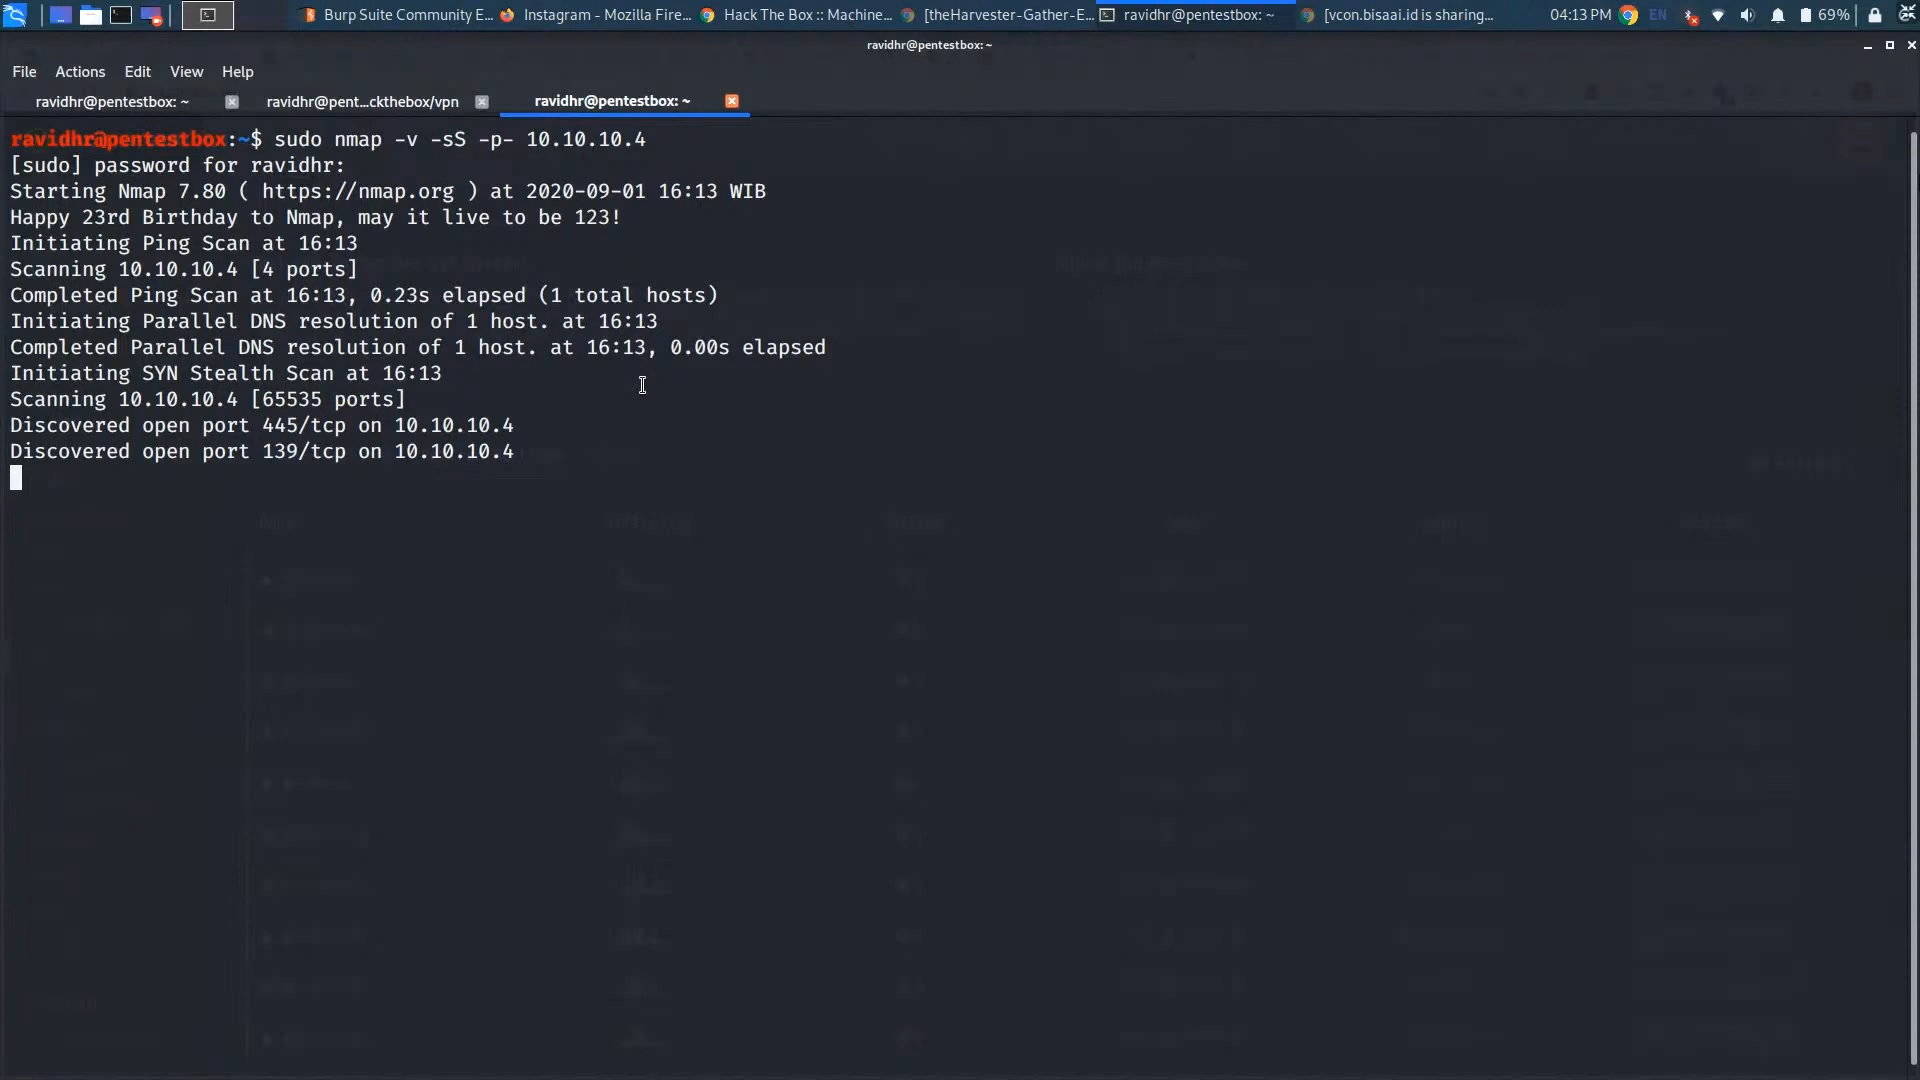 Burp Suite Community E...
Instagram - Mozilla Fire...
Hack The Box :: Machine...
[theHarvester-Gather-E...
ravidhr@pentestbox: ~
[vcon.bisaai.id is sharing...
04:13 PM
EN
69%
ravidhr@pentestbox: ~
File Actions Edit View Help
ravidhr@pentestbox: ~
ravidhr@pent...ckthebox/vpn
ravidhr@pentestbox: ~
ravidhr@pentestbox:~$ sudo nmap -v -sS -p- 10.10.10.4
[sudo] password for ravidhr:
Starting Nmap 7.80 ( https://nmap.org ) at 2020-09-01 16:13 WIB
Happy 23rd Birthday to Nmap, may it live to be 123!
Initiating Ping Scan at 16:13
Scanning 10.10.10.4 [4 ports]
Completed Ping Scan at 16:13, 0.23s elapsed (1 total hosts)
Initiating Parallel DNS resolution of 1 host. at 16:13
Completed Parallel DNS resolution of 1 host. at 16:13, 0.00s elapsed
Initiating SYN Stealth Scan at 16:13
Scanning 10.10.10.4 [65535 ports]
Discovered open port 445/tcp on 10.10.10.4
Discovered open port 139/tcp on 10.10.10.4